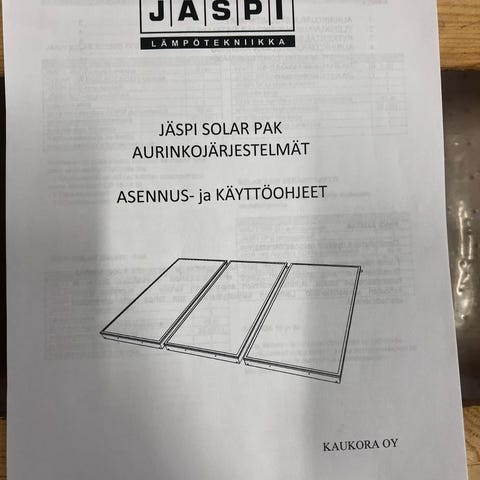 JÄSPI
LÄMPÖTEKNIIKKA
JÄSPI SOLAR PAK
AURINKOJÄRJESTELMÄT
ASENNUS- ja KÄYTTÖOHJEET
KAUKORA OY